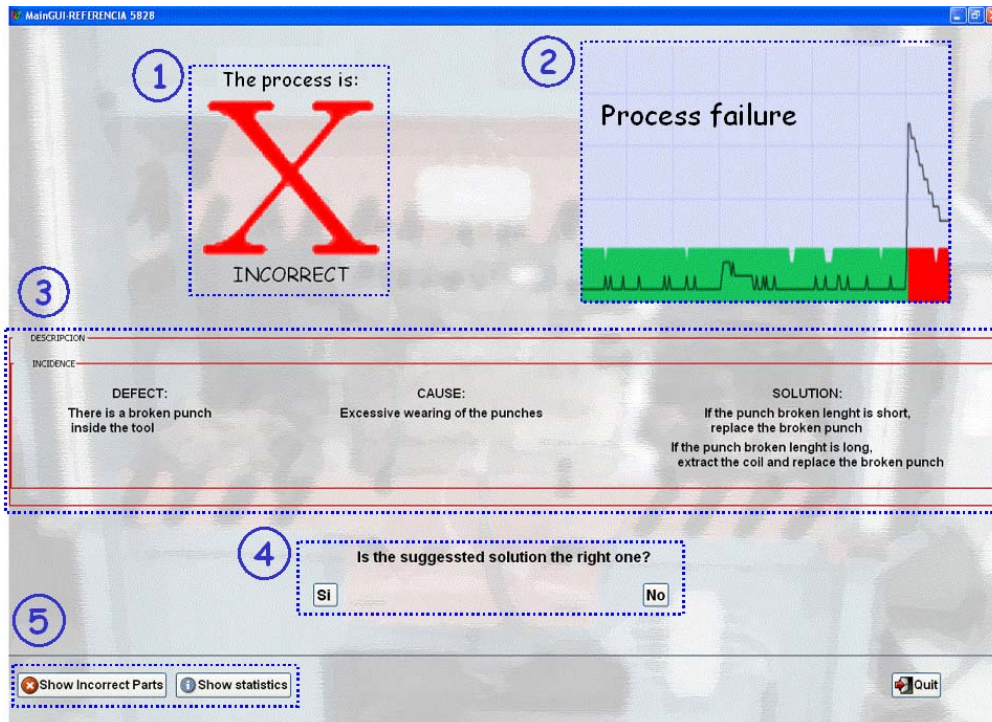 MainGUI-REFERENCIA 5828
1
The process is:
X
INCORRECT
2
Process failure
3
DESCRIPCION
INCIDENCE
DEFECT:
There is a broken punch
inside the tool
CAUSE:
Excessive wearing of the punches
SOLUTION:
If the punch broken lenght is short,
replace the broken punch
If the punch broken lenght is long,
extract the coil and replace the broken punch
4
Is the suggessted solution the right one?
Si
No
5
Show Incorrect Parts
Show statistics
Quit